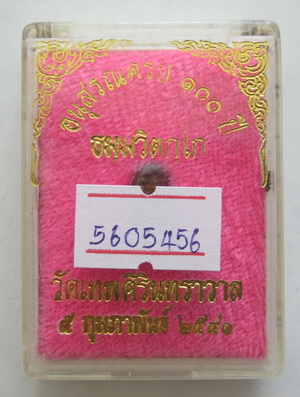 อนุสรณ์ครบ ๑๐๐ ปี
ธมฺมวิตกฺโก
5605456
วัดเทพศิรินทราวาส
๕ กุมภาพันธ์ ๒๕๔๑